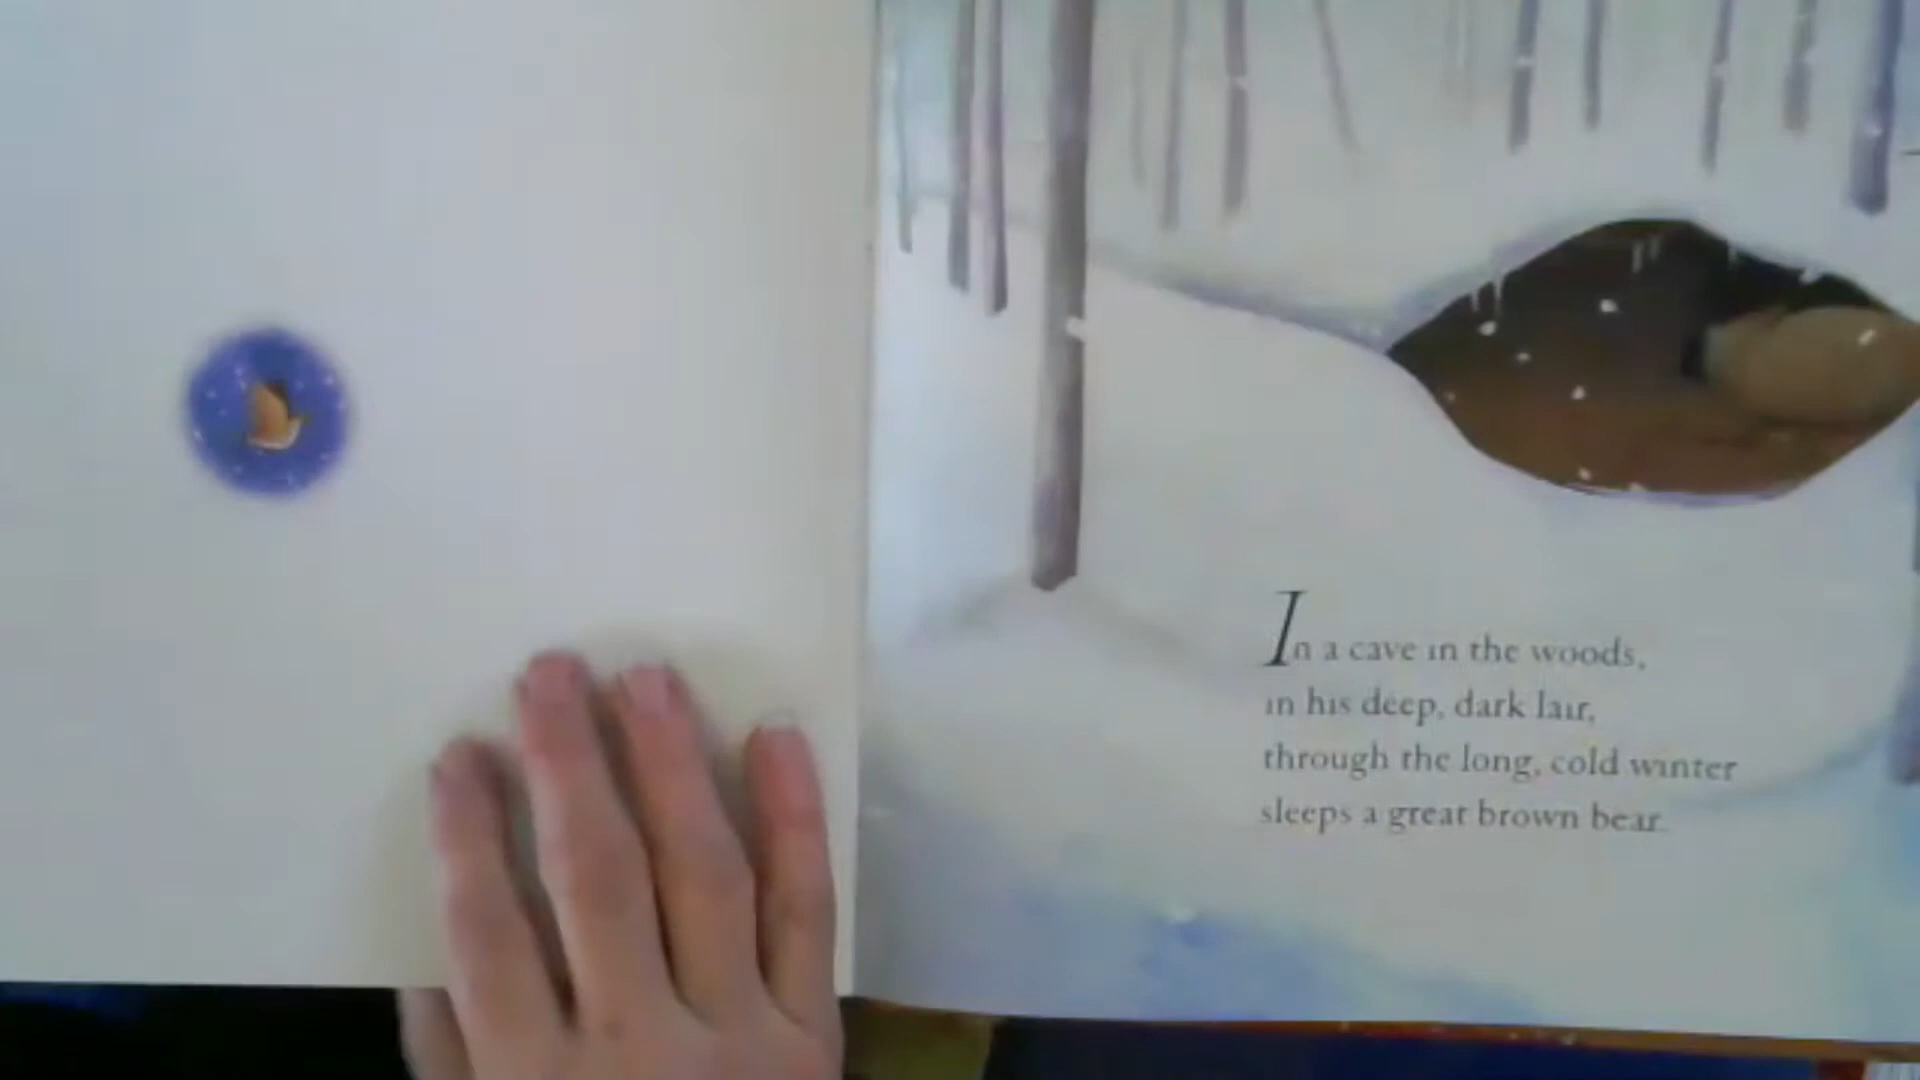 In a cave in the woods,
in his deep, dark lair,
through the long, cold winter
sleeps a great brown bear.